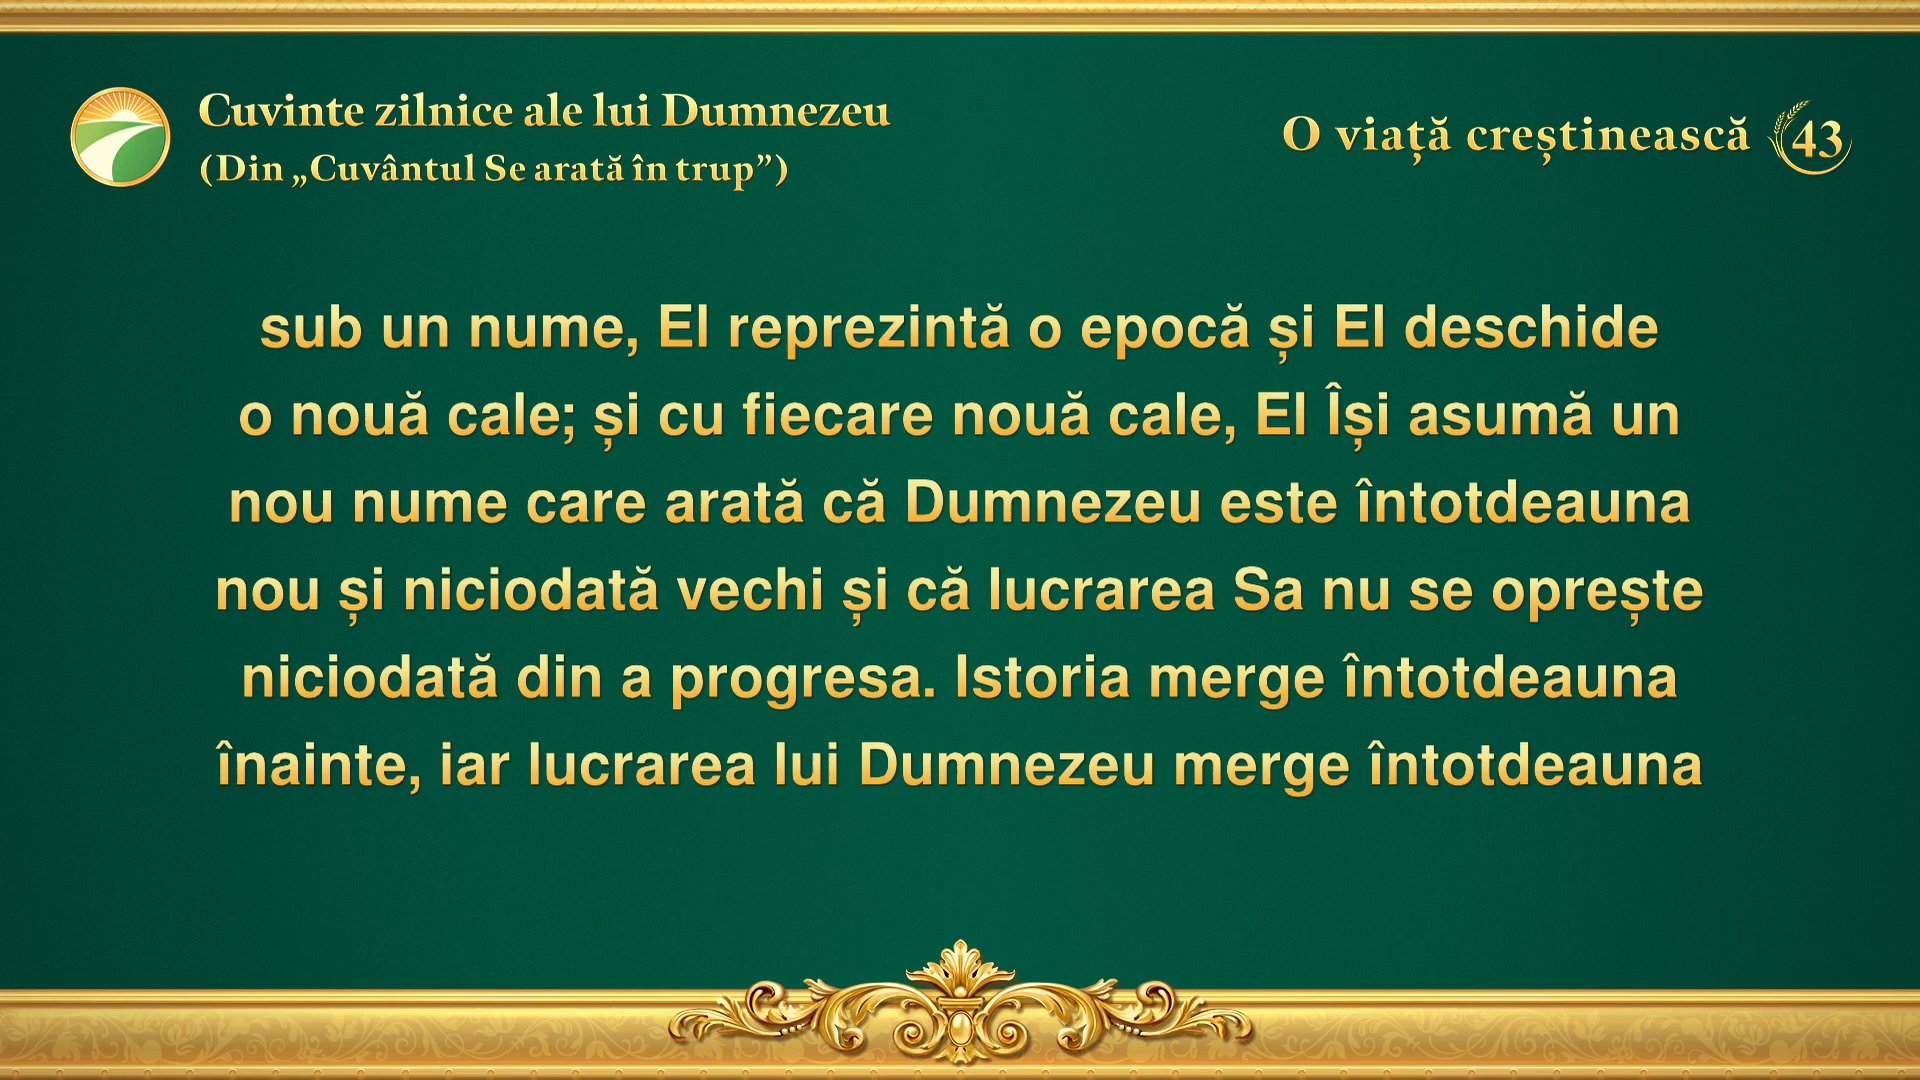 Cuvinte zilnice ale lui Dumnezeu
(Din „Cuvântul Se arată în trup”)
O viață creștinească 43
sub un nume, El reprezintă o epocă și El deschide
o nouă cale; și cu fiecare nouă cale, El Își asumă un
nou nume care arată că Dumnezeu este întotdeauna
nou și niciodată vechi și că lucrarea Sa nu se oprește
niciodată din a progresa. Istoria merge întotdeauna
înainte, iar lucrarea lui Dumnezeu merge întotdeauna